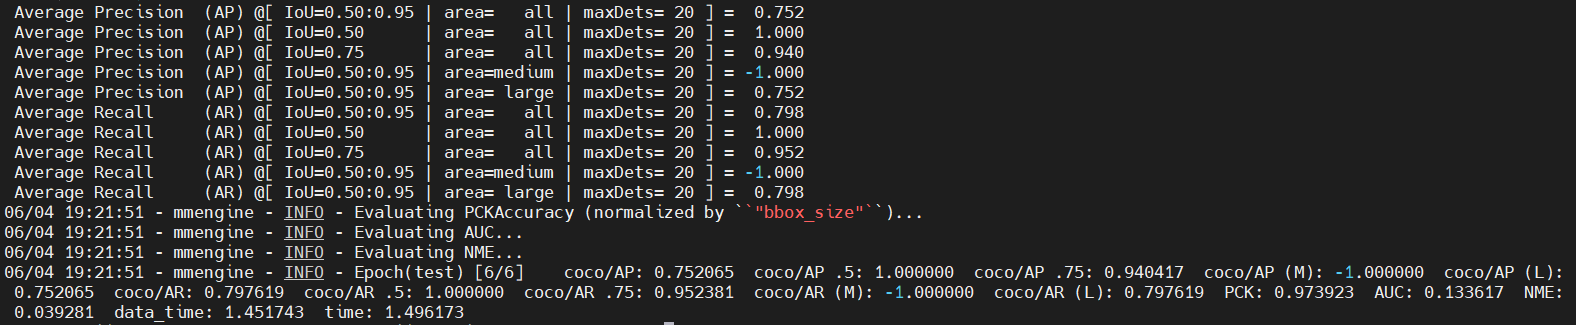 Average Precision  (AP) @[ IoU=0.50:0.95 | area=   all | maxDets= 20 ] =  0.752
Average Precision  (AP) @[ IoU=0.50      | area=   all | maxDets= 20 ] =  1.000
Average Precision  (AP) @[ IoU=0.75      | area=   all | maxDets= 20 ] =  0.940
Average Precision  (AP) @[ IoU=0.50:0.95 | area=medium | maxDets= 20 ] = -1.000
Average Precision  (AP) @[ IoU=0.50:0.95 | area= large | maxDets= 20 ] =  0.752
Average Recall     (AR) @[ IoU=0.50:0.95 | area=   all | maxDets= 20 ] =  0.798
Average Recall     (AR) @[ IoU=0.50      | area=   all | maxDets= 20 ] =  1.000
Average Recall     (AR) @[ IoU=0.75      | area=   all | maxDets= 20 ] =  0.952
Average Recall     (AR) @[ IoU=0.50:0.95 | area=medium | maxDets= 20 ] = -1.000
Average Recall     (AR) @[ IoU=0.50:0.95 | area= large | maxDets= 20 ] =  0.798
06/04 19:21:51 - mmengine - INFO - Evaluating PCKAccuracy (normalized by ``"bbox_size"``)...
06/04 19:21:51 - mmengine - INFO - Evaluating AUC...
06/04 19:21:51 - mmengine - INFO - Evaluating NME...
06/04 19:21:51 - mmengine - INFO - Epoch(test) [6/6]    coco/AP: 0.752065  coco/AP .5: 1.000000  coco/AP .75: 0.940417  coco/AP (M): -1.000000  coco/AP (L):
0.752065  coco/AR: 0.797619  coco/AR .5: 1.000000  coco/AR .75: 0.952381  coco/AR (M): -1.000000  coco/AR (L): 0.797619  PCK: 0.973923  AUC: 0.133617  NME:
0.039281  data_time: 1.451743  time: 1.496173